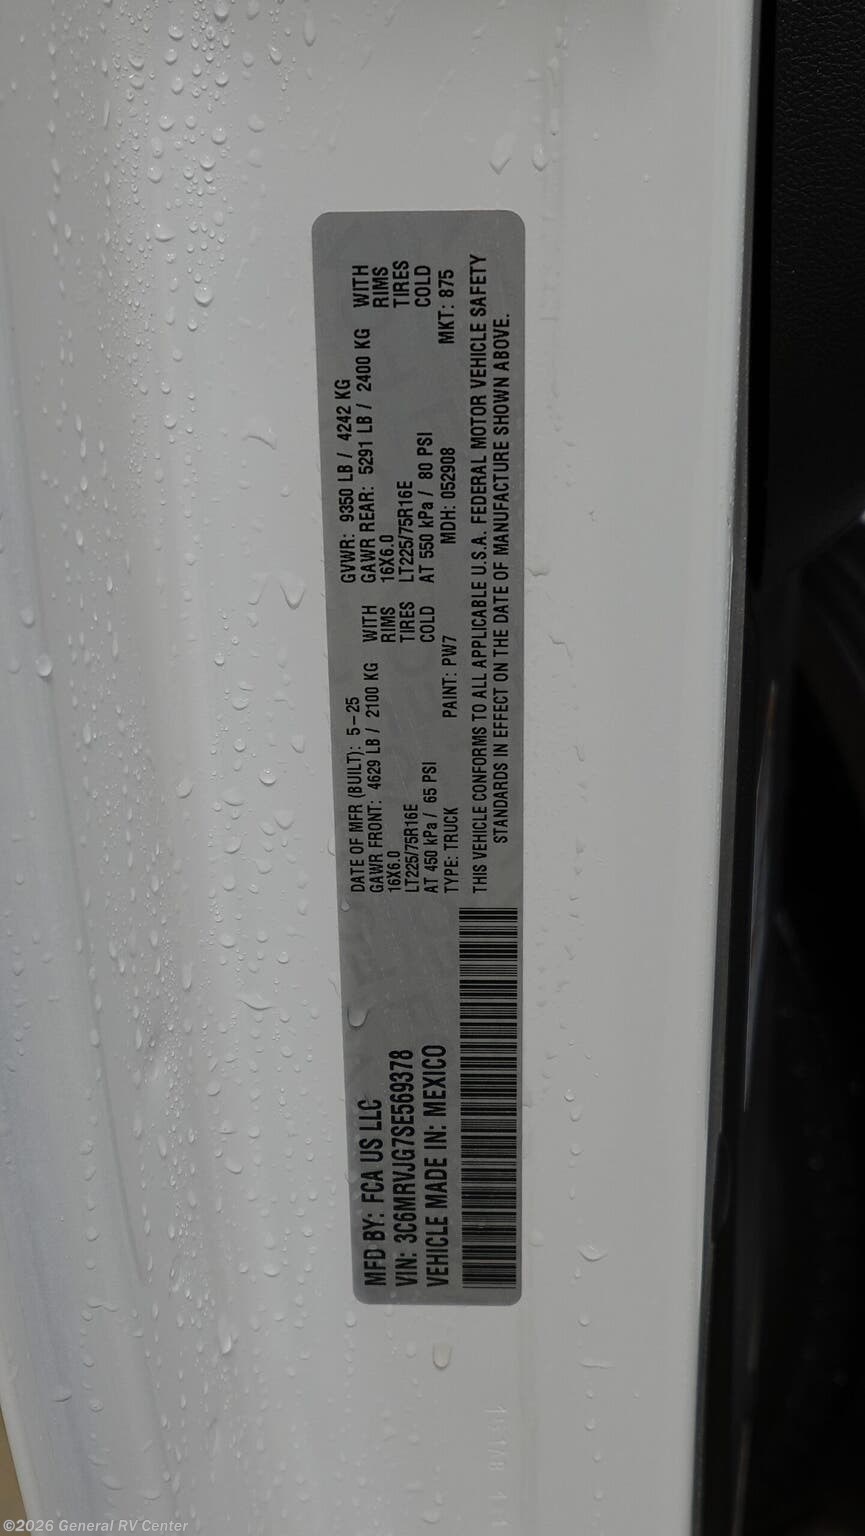 MFD BY: FCA US LLC
VIN: 3C6MRVJG7SE569378
VEHICLE MADE IN: MEXICO
DATE OF MFR (BUILT): 5-25
GAWR FRONT: 4629 LB / 2100 KG WITH
16X6.0 RIMS
LT225/75R16E TIRES
AT 450 kPa / 65 PSI COLD
GVWR: 9350 LB / 4242 KG
GAWR REAR: 5291 LB / 2400 KG WITH
16X6.0 RIMS
LT225/75R16E TIRES
AT 550 kPa / 80 PSI COLD
TYPE: TRUCK PAINT: PW7 MDH: 052908 MKT: 875
THIS VEHICLE CONFORMS TO ALL APPLICABLE U.S.A. FEDERAL MOTOR VEHICLE SAFETY
STANDARDS IN EFFECT ON THE DATE OF MANUFACTURE SHOWN ABOVE.
©2026 General RV Center